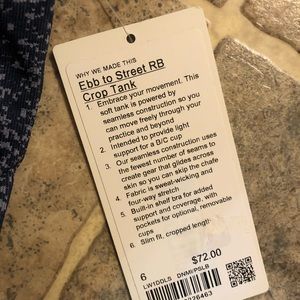 WHY WE MADE THIS
Ebb to Street RB
Crop Tank
1. Embrace your movement. This
soft tank is powered by
seamless construction so you
can move freely through your
practice and beyond
2. Intended to provide light
support for a B/C cup
3. Our seamless construction uses
the fewest number of seams to
create gear that glides across
skin so you can skip the chafe
4. Fabric is sweat-wicking and
four-way stretch
5. Built-in shelf bra for added
support and coverage, with
pockets for optional, removable
cups
6. Slim fit, cropped length
6 $72.00
LW1DDLS DNMI/PSLB